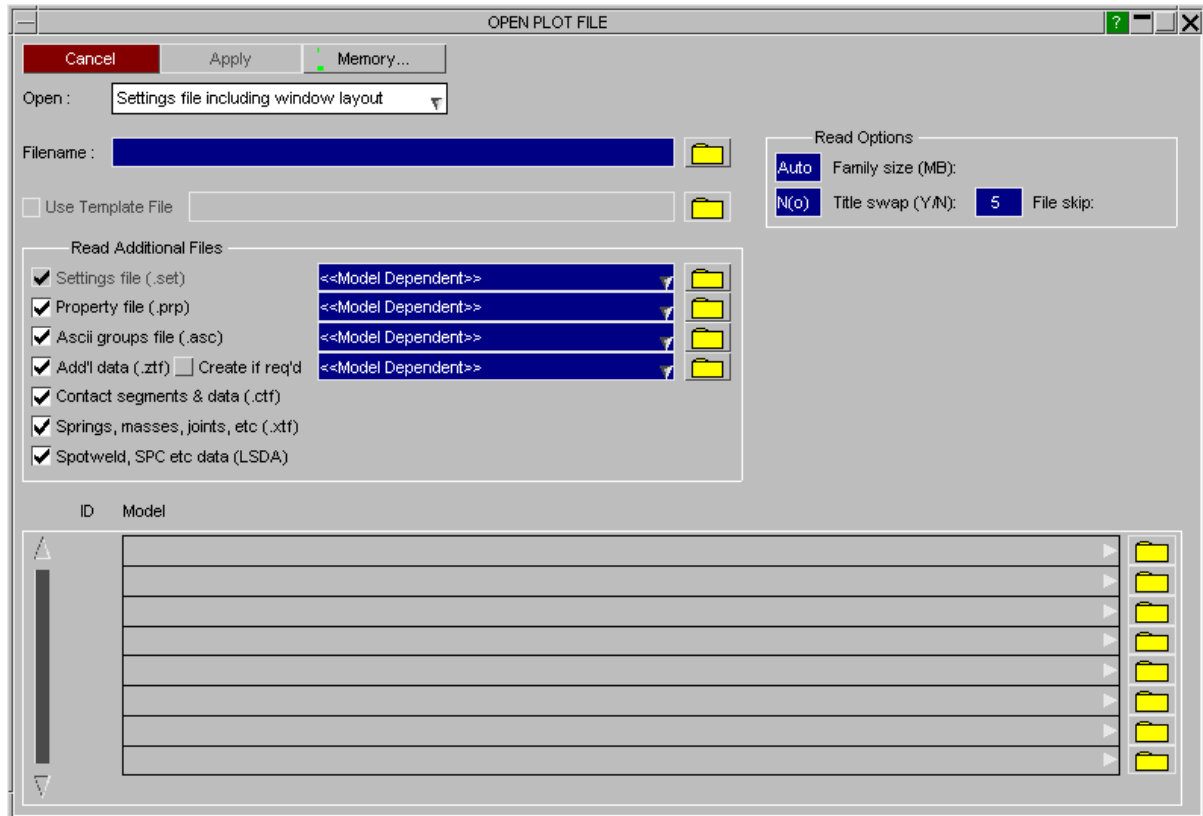 OPEN PLOT FILE ?
Cancel Apply Memory...
Open : Settings file including window layout
Filename :
Read Options
Auto Family size (MB):
N(o) Title swap (Y/N): 5 File skip:
Use Template File
Read Additional Files
Settings file (.set) <<Model Dependent>>
Property file (.prp) <<Model Dependent>>
Ascii groups file (.asc) <<Model Dependent>>
Add'l data (.ztf) Create if req'd <<Model Dependent>>
Contact segments & data (.ctf)
Springs, masses, joints, etc (.xtf)
Spotweld, SPC etc data (LSDA)
ID Model